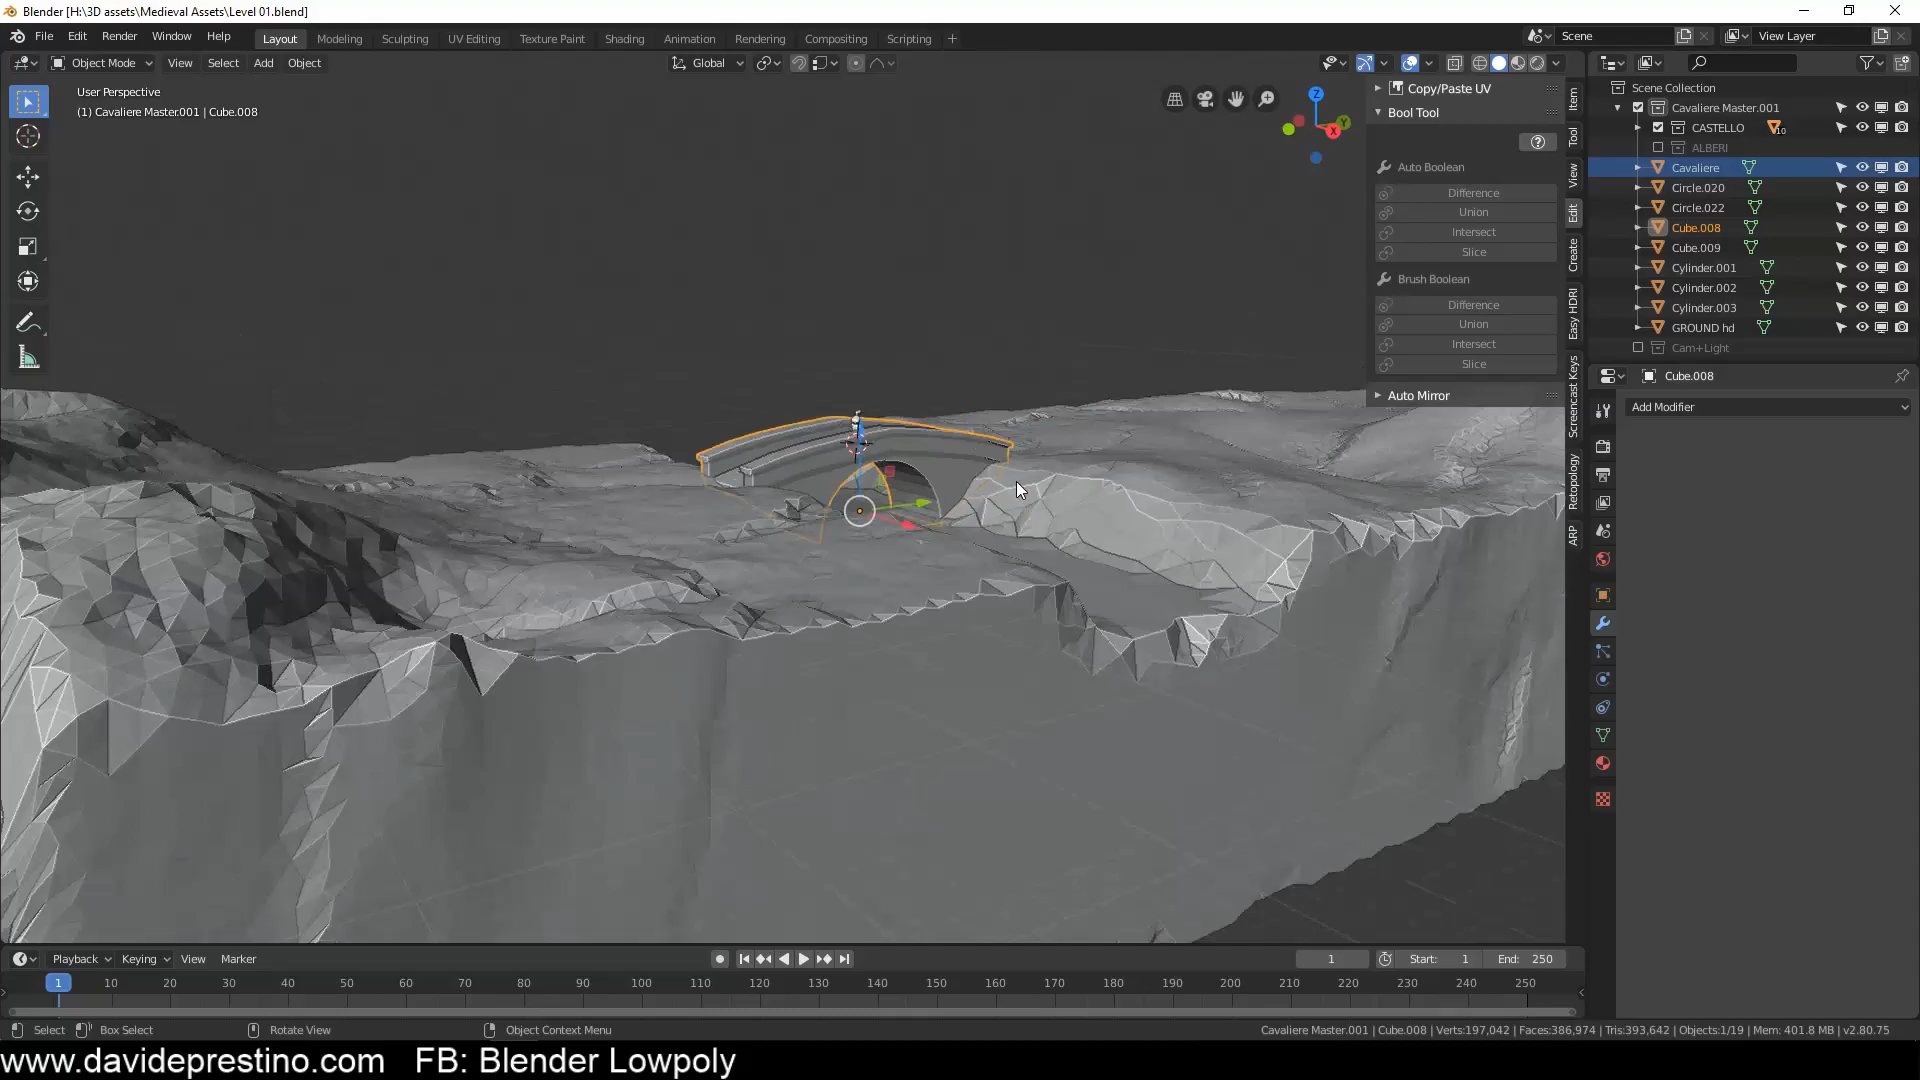 Blender [H:\3D assets\Medieval Assets\Level 01.blend]
File Edit Render Window Help Layout Modeling Sculpting UV Editing Texture Paint Shading Animation Rendering Compositing Scripting + Scene View Layer
Object Mode View Select Add Object Global
User Perspective
(1) Cavaliere Master.001 | Cube.008
Z
Y
X
Copy/Paste UV
Bool Tool
?
Auto Boolean
Difference
Union
Intersect
Slice
Brush Boolean
Difference
Union
Intersect
Slice
Auto Mirror
Item
Tool
View
Edit
Create
Easy HDRI
Screencast Keys
Retopology
ARP
Scene Collection
Cavaliere Master.001
CASTELLO 10
ALBERI
Cavaliere
Circle.020
Circle.022
Cube.008
Cube.009
Cylinder.001
Cylinder.002
Cylinder.003
GROUND hd
Cam+Light
Cube.008
Add Modifier
Playback Keying View Marker 1 Start: 1 End: 250
1 10 20 30 40 50 60 70 80 90 100 110 120 130 140 150 160 170 180 190 200 210 220 230 240 250
Select Box Select Rotate View Object Context Menu Cavaliere Master.001 | Cube.008 | Verts:197,042 | Faces:386,974 | Tris:393,642 | Objects:1/19 | Mem: 401.8 MB | v2.80.75
www.davideprestino.com FB: Blender Lowpoly